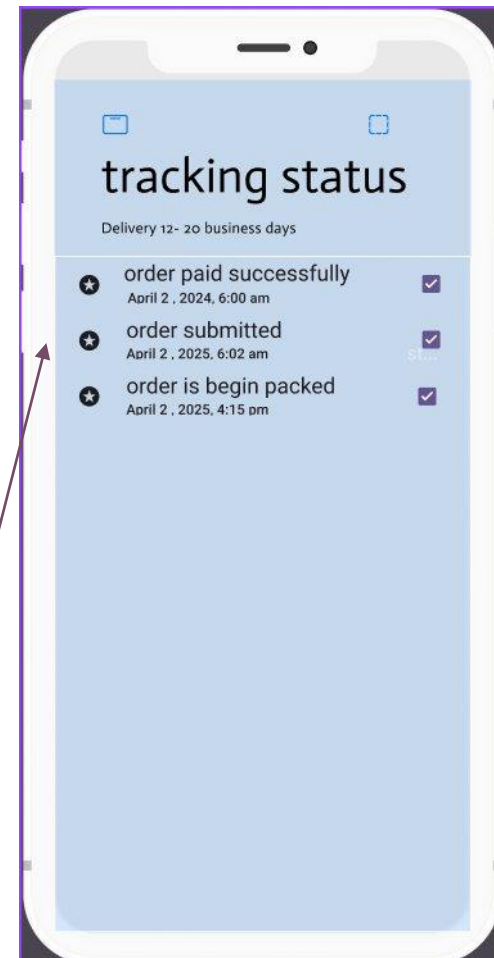 tracking status
Delivery 12- 20 business days
order paid successfully
April 2 , 2024, 6:00 am
order submitted
April 2 , 2025, 6:02 am
st...
order is begin packed
April 2 , 2025, 4:15 pm